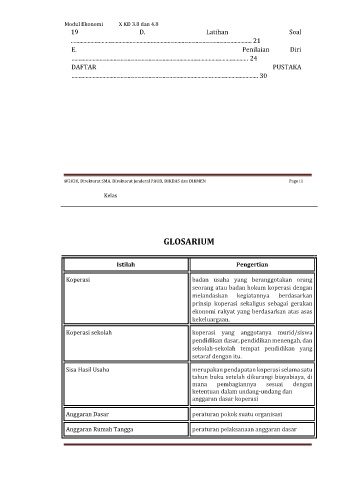 Modul Ekonomi X KD 3.8 dan 4.8
19 D. Latihan Soal
........................................................ 21
E. Penilaian Diri
........................................................ 24
DAFTAR PUSTAKA
........................................................ 30
@2020, Direktorat SMA, Direktorat Jenderal PAUD, DIKDAS dan DIKMEN Page iii
Kelas
GLOSARIUM
Istilah Pengertian
Koperasi badan usaha yang beranggotakan orang
seorang atau badan hokum koperasi dengan
melandaskan kegiatannya berdasarkan
prinsip koperasi sekaligus sebagai gerakan
ekonomi rakyat yang berdasarkan atas asas
kekeluargaan.
Koperasi sekolah koperasi yang anggotanya murid/siswa
pendidikan dasar, pendidikan menengah, dan
sekolah-sekolah tempat pendidikan yang
setaraf dengan itu.
Sisa Hasil Usaha merupakan pendapatan koperasi selama satu
tahun buku setelah dikurangi biayabiaya, di
mana pembagiannya sesuai dengan
ketentuan dalam undang-undang dan
anggaran dasar koperasi
Anggaran Dasar peraturan pokok suatu organisasi
Anggaran Rumah Tangga peraturan pelaksanaan anggaran dasar